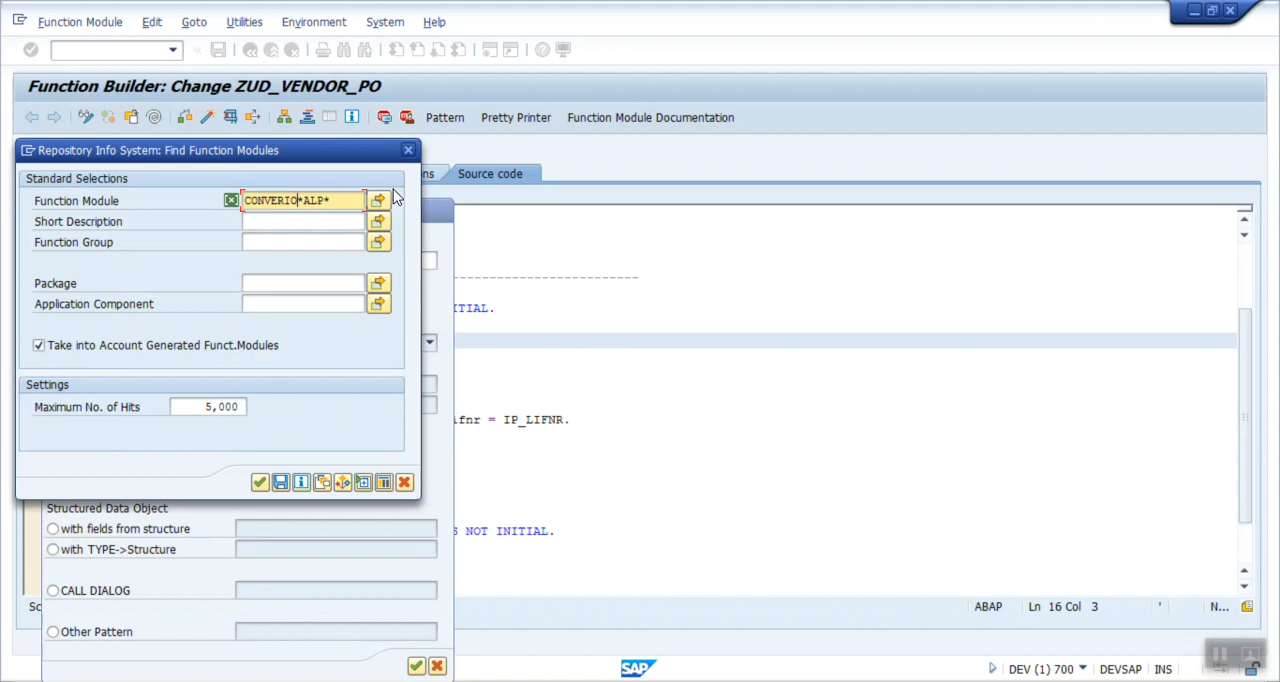 Function Module Edit Goto Utilities Environment System Help
Function Builder: Change ZUD_VENDOR_PO
Pattern Pretty Printer Function Module Documentation
Repository Info System: Find Function Modules
Standard Selections
ns Source code
Function Module CONVERIO*ALP*
Short Description
Function Group
Package
Application Component
ITIAL.
Take into Account Generated Funct.Modules
Settings
Maximum No. of Hits 5,000
ifnr = IP_LIFNR.
Structured Data Object
with fields from structure
S NOT INITIAL.
with TYPE->Structure
CALL DIALOG
Sc
ABAP Ln 16 Col 3 N...
Other Pattern
SAP DEV (1) 700 DEVSAP INS